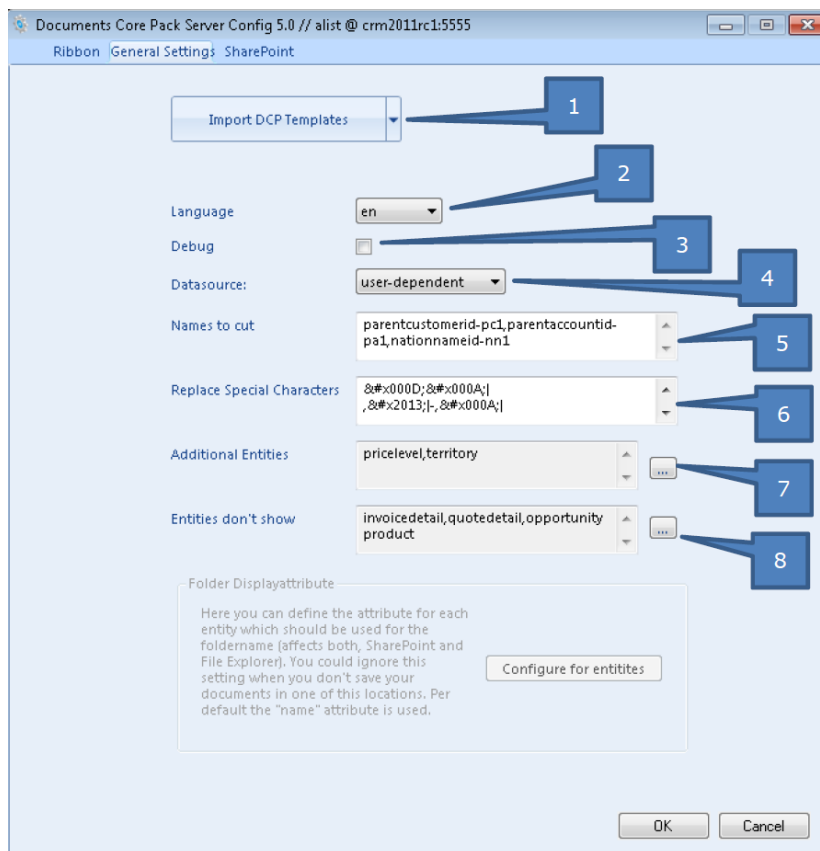 Documents Core Pack Server Config 5.0 // alist @ crm2011rc1:5555
Ribbon General Settings SharePoint
Import DCP Templates
1
2
Language
en
Debug
3
Datasource:
user-dependent
4
Names to cut
parentcustomerid-pc1,parentaccountid-
pa1,nationnameid-nn1
5
Replace Special Characters
&#x000D;&#x000A;|
,&#x2013;|-,&#x000A;|
6
Additional Entities
pricelevel,territory
...
7
Entities don't show
invoicedetail,quotedetail,opportunity
product
...
8
Folder Displayattribute
Here you can define the attribute for each
entity which should be used for the
foldername (affects both, SharePoint and
File Explorer). You could ignore this
setting when you don't save your
documents in one of this locations. Per
default the "name" attribute is used.
Configure for entitites
OK
Cancel